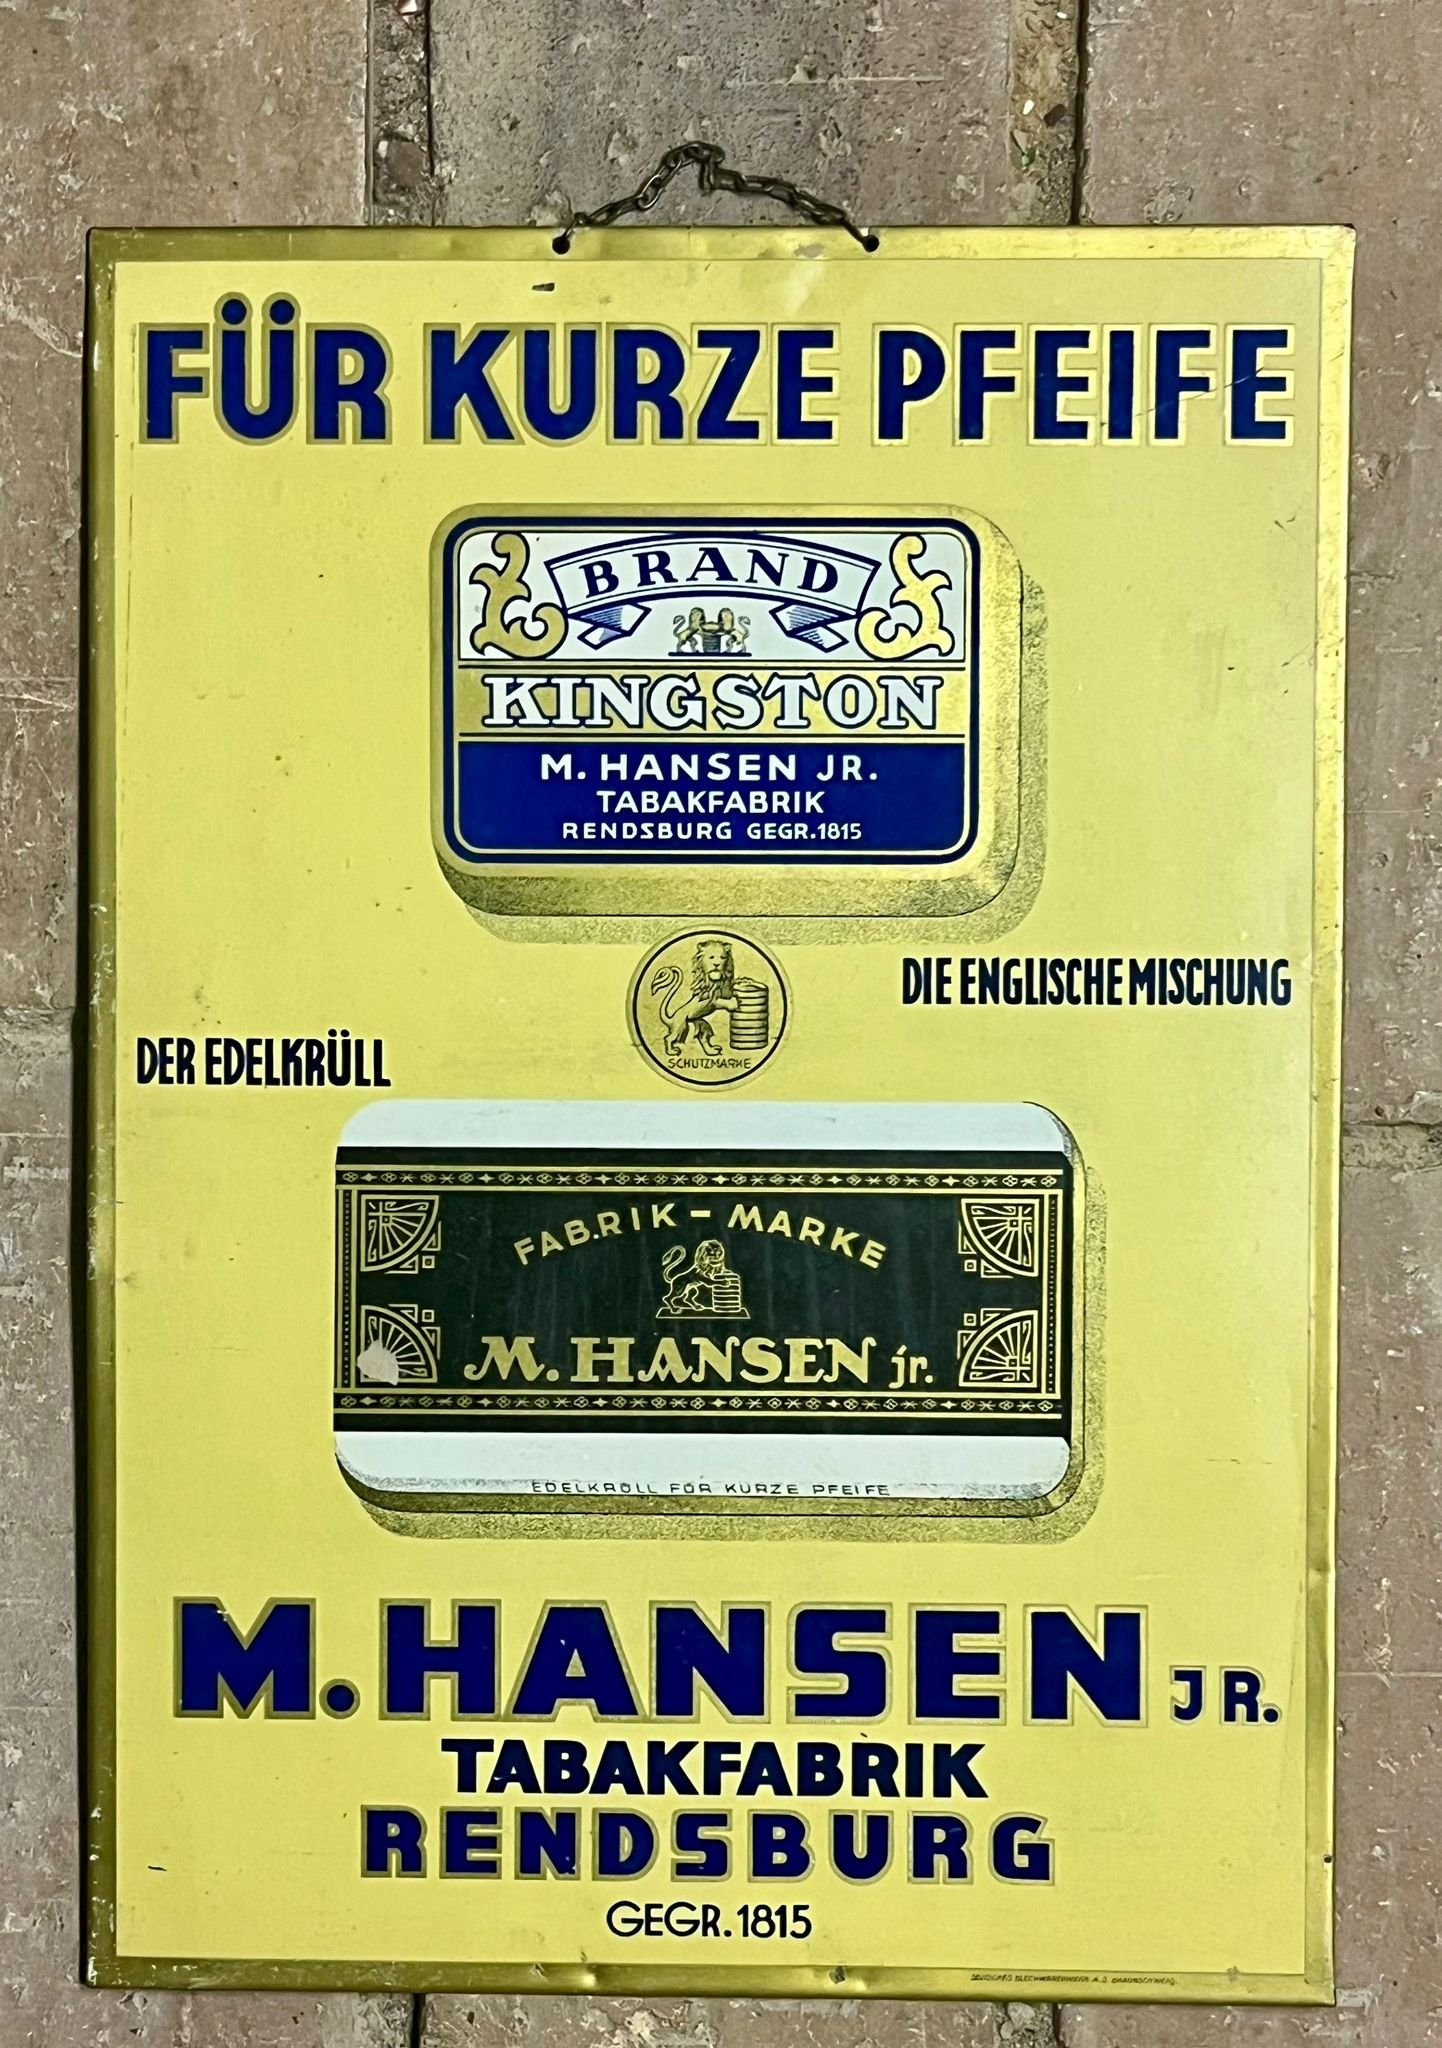 FÜR KURZE PFEIFE
BRAND
KINGSTON
M. HANSEN JR.
TABAKFABRIK
RENDSBURG GEGR. 1815
DIE ENGLISCHE MISCHUNG
SCHUTZMARKE
DER EDELKRÜLL
FABRIK-MARKE
M. HANSEN jr.
EDELKRÜLL FÜR KURZE PFEIFE
M. HANSEN JR.
TABAKFABRIK
RENDSBURG
GEGR. 1815